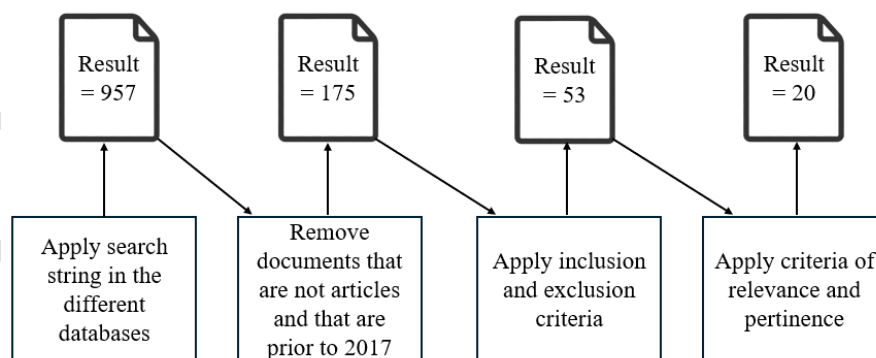 Result
= 957
Result
= 175
Result
= 53
Result
= 20
Apply search
string in the
different
databases
Remove
documents that
are not articles
and that are
prior to 2017
Apply inclusion
and exclusion
criteria
Apply criteria of
relevance and
pertinence